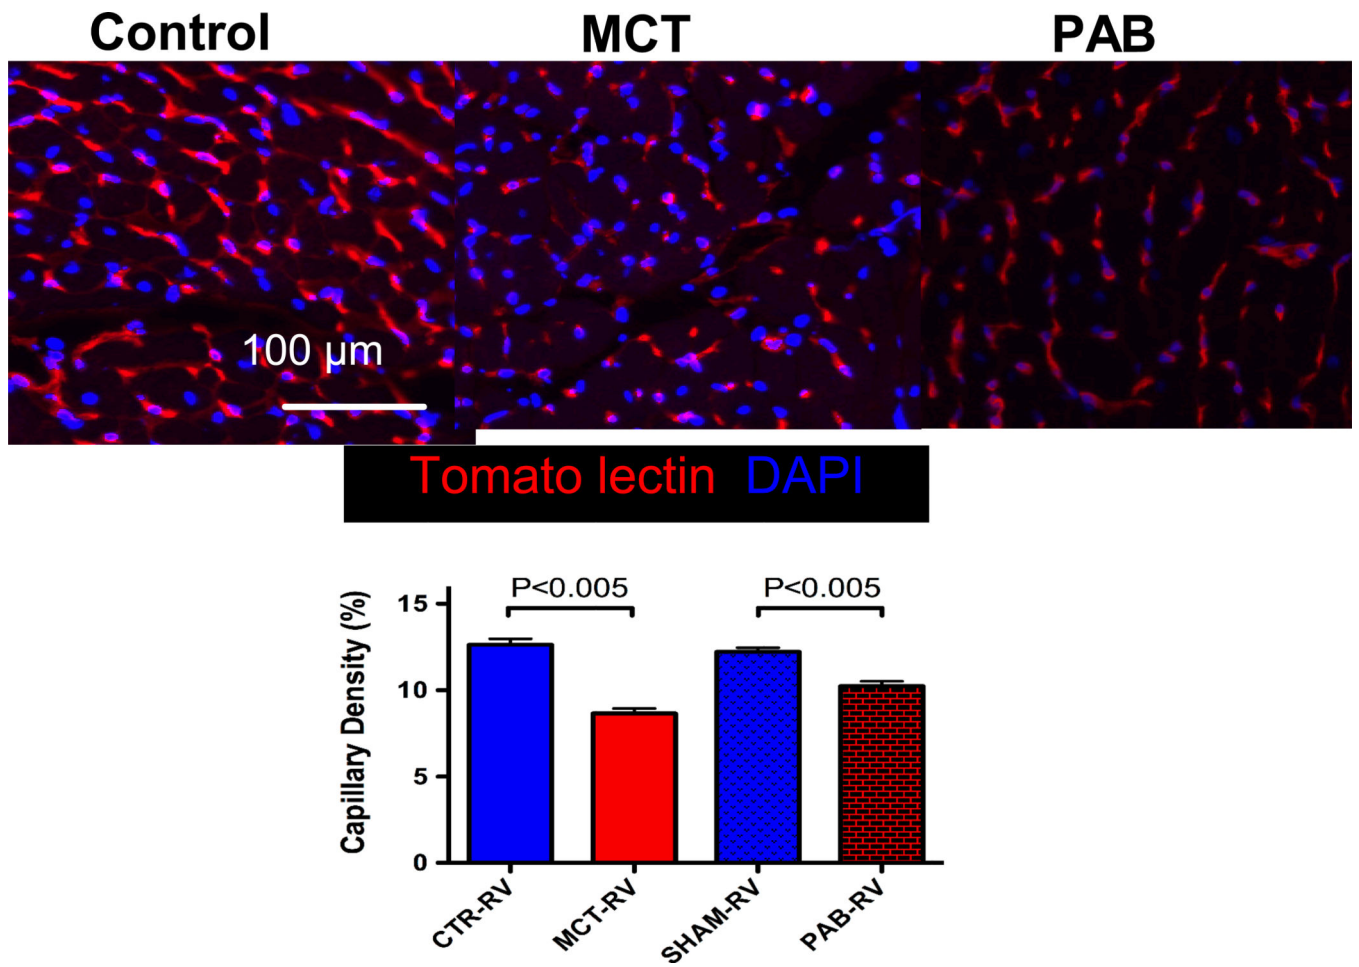 Control MCT PAB
100 µm
Tomato lectin DAPI
P<0.005 P<0.005
Capillary Density (%)
15
10
5
0
CTR-RV MCT-RV SHAM-RV PAB-RV